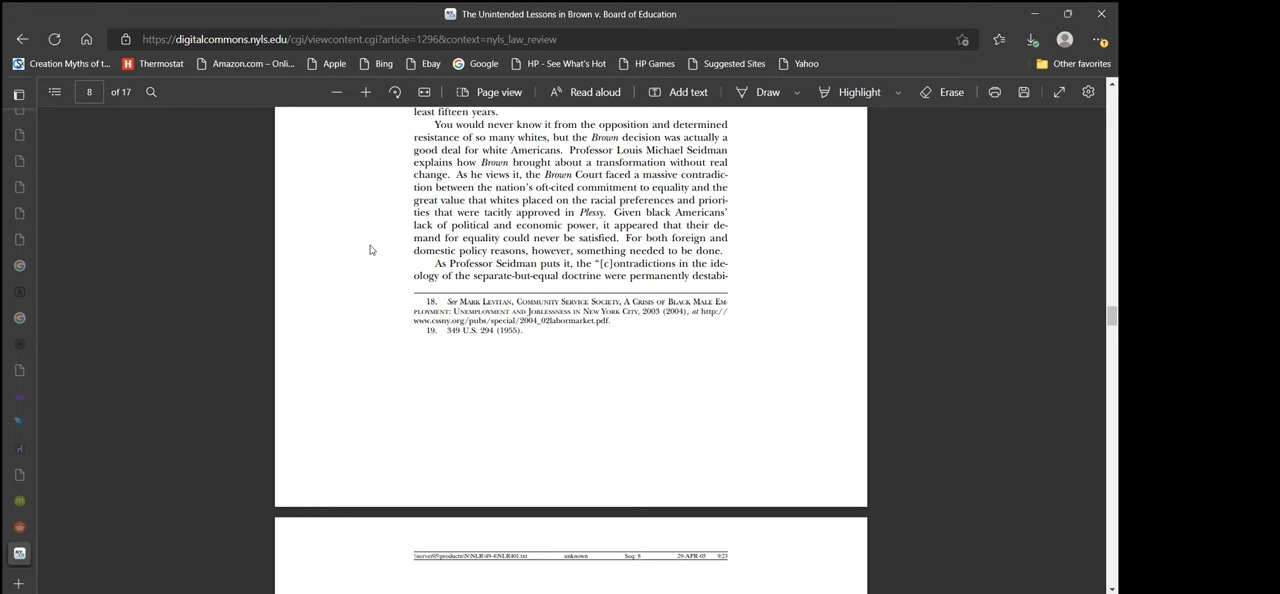 The Unintended Lessons in Brown v. Board of Education
https://digitalcommons.nyls.edu/cgi/viewcontent.cgi?article=1296&context=nyls_law_review
Creation Myths of t... Thermostat Amazon.com – Onli... Apple Bing Ebay Google HP - See What's Hot HP Games Suggested Sites Yahoo Other favorites
8 of 17 Page view Read aloud Add text Draw Highlight Erase
least fifteen years.
You would never know it from the opposition and determined
resistance of so many whites, but the Brown decision was actually a
good deal for white Americans. Professor Louis Michael Seidman
explains how Brown brought about a transformation without real
change. As he views it, the Brown Court faced a massive contradic-
tion between the nation's oft-cited commitment to equality and the
great value that whites placed on the racial preferences and priori-
ties that were tacitly approved in Plessy. Given black Americans'
lack of political and economic power, it appeared that their de-
mand for equality could never be satisfied. For both foreign and
domestic policy reasons, however, something needed to be done.
As Professor Seidman puts it, the “[c]ontradictions in the ide-
ology of the separate-but-equal doctrine were permanently destabi-
18. See MARK LEVITAN, COMMUNITY SERVICE SOCIETY, A CRISIS OF BLACK MALE EM-
PLOYMENT: UNEMPLOYMENT AND JOBLESSNESS IN NEW YORK CITY, 2003 (2004), at http://
www.cssny.org/pubs/special/2004_02labormarket.pdf.
19. 349 U.S. 294 (1955).
\\server05\productn\N\NLR\49-4\NLR401.txt unknown Seq: 8 29-APR-05 9:23